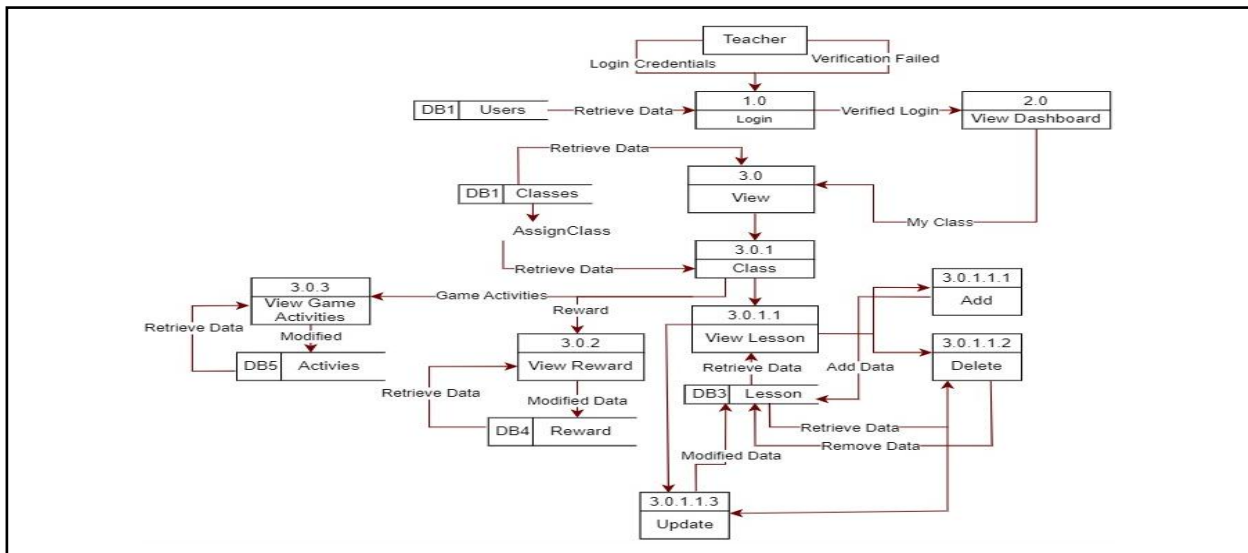 Teacher
Login Credentials
Verification Failed
DB1 Users
Retrieve Data
1.0
Login
Verified Login
2.0
View Dashboard
Retrieve Data
3.0
View
DB1 Classes
My Class
AssignClass
Retrieve Data
3.0.1
Class
3.0.3
View Game
Activities
Game Activities
3.0.1.1.1
Add
Reward
3.0.1.1
View Lesson
Retrieve Data
Modified
3.0.2
View Reward
3.0.1.1.2
Delete
DB5 Activies
Retrieve Data
Add Data
Retrieve Data
DB3 Lesson
Modified Data
DB4 Reward
Retrieve Data
Remove Data
Modified Data
3.0.1.1.3
Update